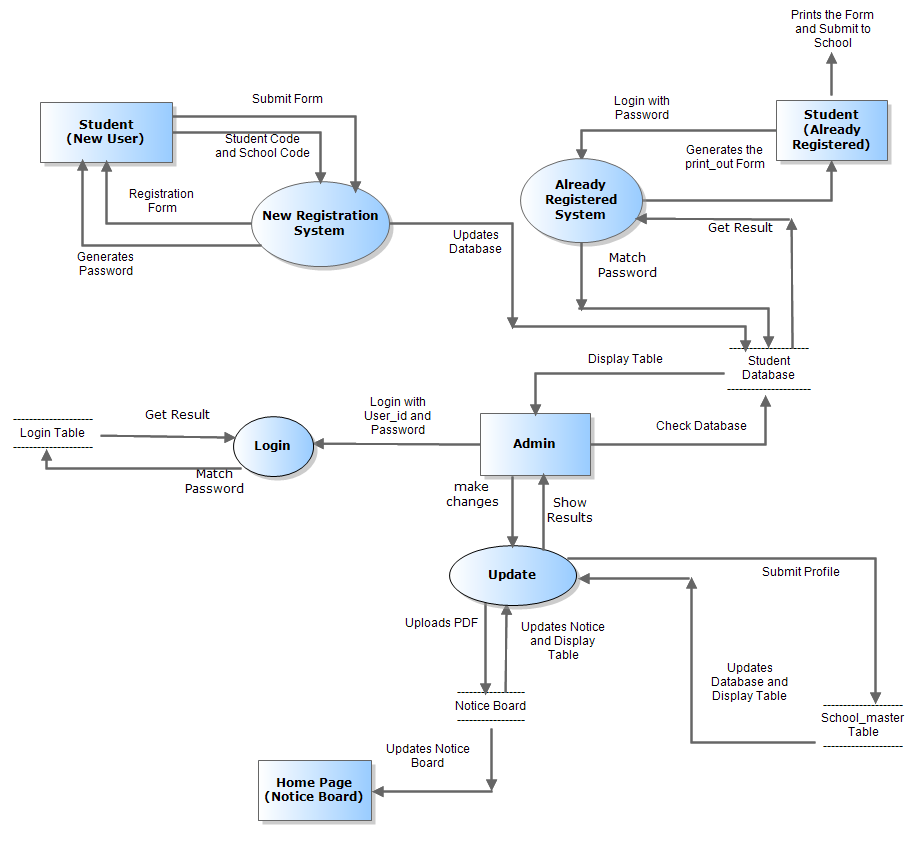 Prints the Form
and Submit to
School
Submit Form
Login with
Password
Student
(New User)
Student
(Already
Registered)
Student Code
and School Code
Generates the
print_out Form
Registration
Form
Already
Registered
System
New Registration
System
Get Result
Updates
Database
Generates
Password
Match
Password
Display Table
Student
Database
Login with
User_id and
Password
Get Result
Login Table
Login
Admin
Check Database
Match
Password
make
changes
Show
Results
Update
Submit Profile
Uploads PDF
Updates Notice
and Display
Table
Updates
Database and
Display Table
Notice Board
School_master
Table
Updates Notice
Board
Home Page
(Notice Board)